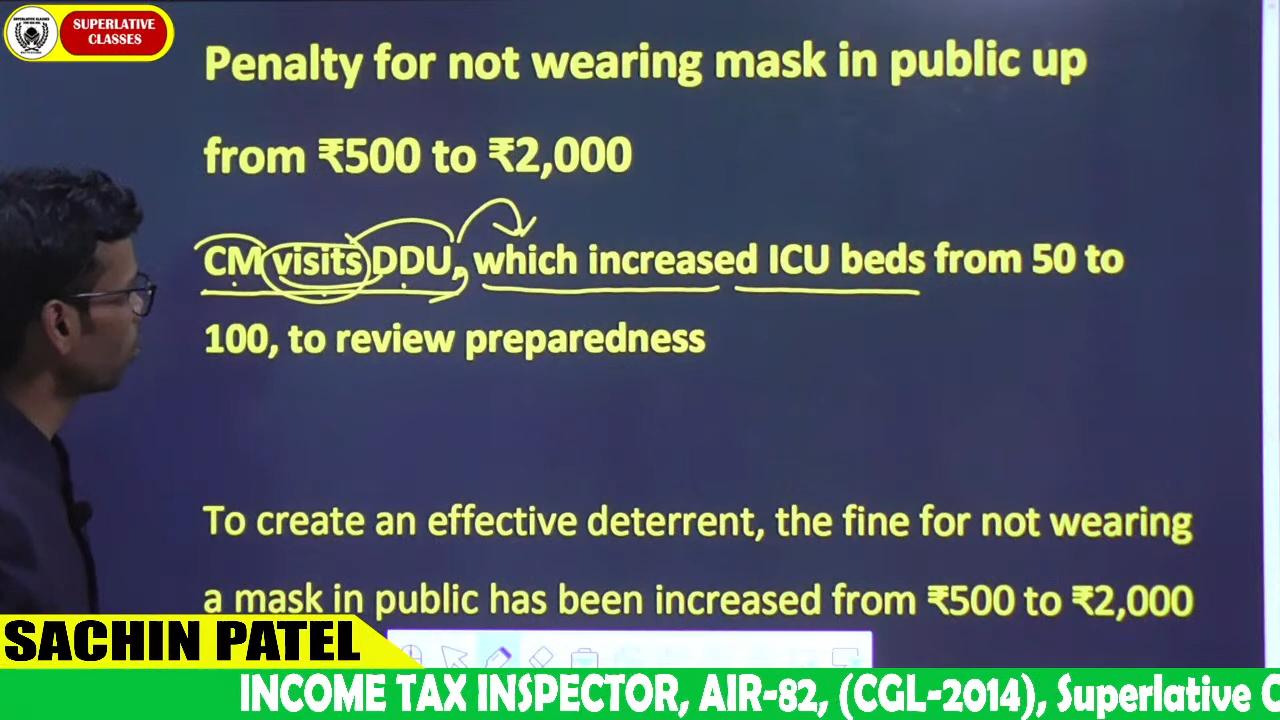 SUPERLATIVE
CLASSES
Penalty for not wearing mask in public up
from ₹500 to ₹2,000
CM visits DDU, which increased ICU beds from 50 to
100, to review preparedness
To create an effective deterrent, the fine for not wearing
a mask in public has been increased from ₹500 to ₹2,000
SACHIN PATEL
INCOME TAX INSPECTOR, AIR-82, (CGL-2014), Superlative C